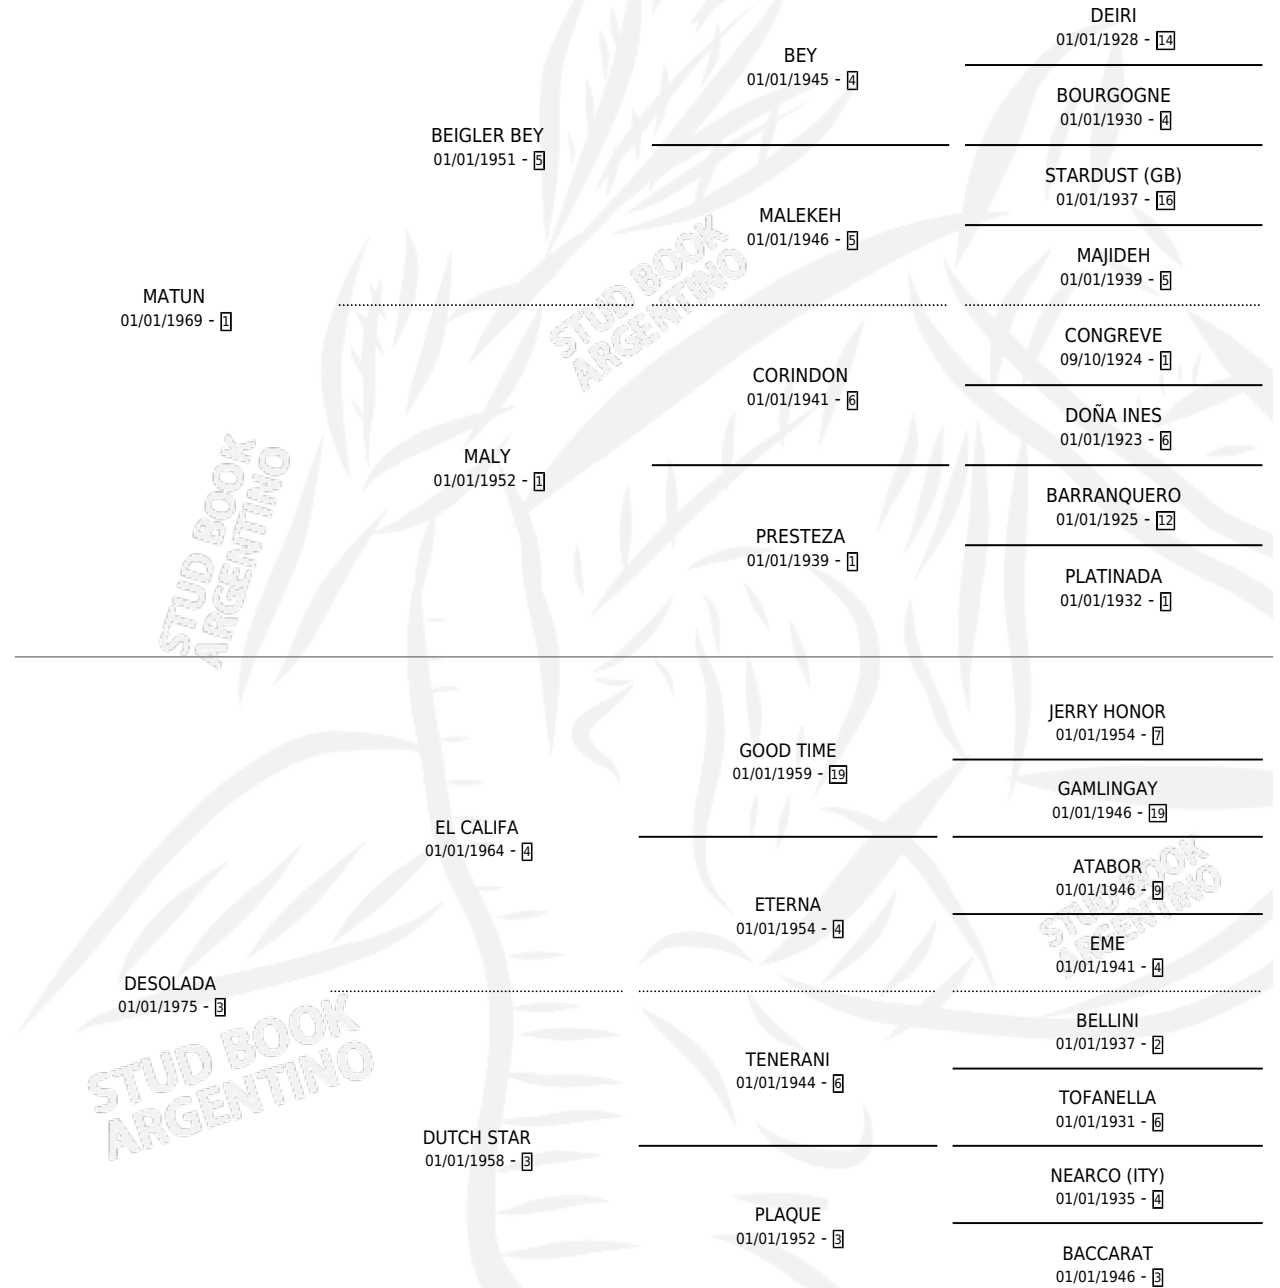 DEIRI
01/01/1928 - 14
BEY
01/01/1945 - 4
BOURGOGNE
01/01/1930 - 4
BEIGLER BEY
01/01/1951 - 5
STARDUST (GB)
01/01/1937 - 16
MALEKEH
01/01/1946 - 5
MAJIDEH
01/01/1939 - 5
MATUN
01/01/1969 - 1
CONGREVE
09/10/1924 - 1
CORINDON
01/01/1941 - 6
DOÑA INES
01/01/1923 - 6
MALY
01/01/1952 - 1
BARRANQUERO
01/01/1925 - 12
PRESTEZA
01/01/1939 - 1
PLATINADA
01/01/1932 - 1
STUD BOOK
ARGENTINO
STUD BOOK
ARGENTINO
JERRY HONOR
01/01/1954 - 7
GOOD TIME
01/01/1959 - 19
GAMLINGAY
01/01/1946 - 19
EL CALIFA
01/01/1964 - 4
ATABOR
01/01/1946 - 9
ETERNA
01/01/1954 - 4
EME
01/01/1941 - 4
STUD BOOK
ARGENTINO
DESOLADA
01/01/1975 - 3
BELLINI
01/01/1937 - 2
TENERANI
01/01/1944 - 6
TOFANELLA
01/01/1931 - 6
STUD BOOK
ARGENTINO
DUTCH STAR
01/01/1958 - 3
NEARCO (ITY)
01/01/1935 - 4
PLAQUE
01/01/1952 - 3
BACCARAT
01/01/1946 - 3